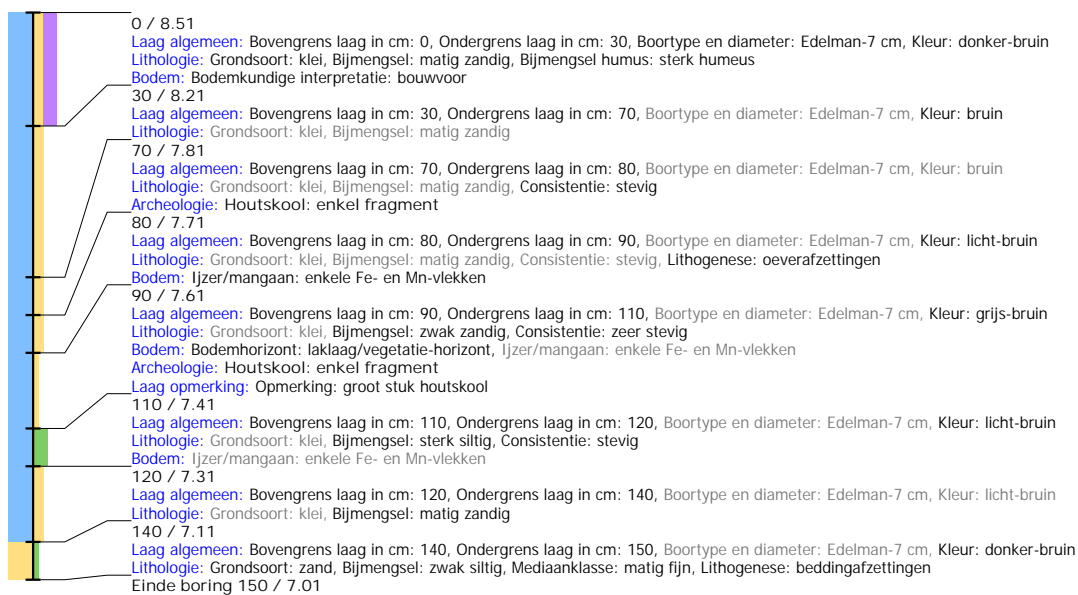 0 / 8.51
Laag algemeen: Bovengrens laag in cm: 0, Ondergrens laag in cm: 30, Boortype en diameter: Edelman-7 cm, Kleur: donker-bruin
Lithologie: Grondsoort: klei, Bijmengsel: matig zandig, Bijmengsel humus: sterk humeus
Bodem: Bodemkundige interpretatie: bouwvoor
30 / 8.21
Laag algemeen: Bovengrens laag in cm: 30, Ondergrens laag in cm: 70, Boortype en diameter: Edelman-7 cm, Kleur: bruin
Lithologie: Grondsoort: klei, Bijmengsel: matig zandig
70 / 7.81
Laag algemeen: Bovengrens laag in cm: 70, Ondergrens laag in cm: 80, Boortype en diameter: Edelman-7 cm, Kleur: bruin
Lithologie: Grondsoort: klei, Bijmengsel: matig zandig, Consistentie: stevig
Archeologie: Houtskool: enkel fragment
80 / 7.71
Laag algemeen: Bovengrens laag in cm: 80, Ondergrens laag in cm: 90, Boortype en diameter: Edelman-7 cm, Kleur: licht-bruin
Lithologie: Grondsoort: klei, Bijmengsel: matig zandig, Consistentie: stevig, Lithogenese: oeverafzettingen
Bodem: Ijzer/mangaan: enkele Fe- en Mn-vlekken
90 / 7.61
Laag algemeen: Bovengrens laag in cm: 90, Ondergrens laag in cm: 110, Boortype en diameter: Edelman-7 cm, Kleur: grijs-bruin
Lithologie: Grondsoort: klei, Bijmengsel: zwak zandig, Consistentie: zeer stevig
Bodem: Bodemhorizont: laklaag/vegetatie-horizont, Ijzer/mangaan: enkele Fe- en Mn-vlekken
Archeologie: Houtskool: enkel fragment
Laag opmerking: Opmerking: groot stuk houtskool
110 / 7.41
Laag algemeen: Bovengrens laag in cm: 110, Ondergrens laag in cm: 120, Boortype en diameter: Edelman-7 cm, Kleur: licht-bruin
Lithologie: Grondsoort: klei, Bijmengsel: sterk siltig, Consistentie: stevig
Bodem: Ijzer/mangaan: enkele Fe- en Mn-vlekken
120 / 7.31
Laag algemeen: Bovengrens laag in cm: 120, Ondergrens laag in cm: 140, Boortype en diameter: Edelman-7 cm, Kleur: licht-bruin
Lithologie: Grondsoort: klei, Bijmengsel: matig zandig
140 / 7.11
Laag algemeen: Bovengrens laag in cm: 140, Ondergrens laag in cm: 150, Boortype en diameter: Edelman-7 cm, Kleur: donker-bruin
Lithologie: Grondsoort: zand, Bijmengsel: zwak siltig, Mediaanklasse: matig fijn, Lithogenese: beddingafzettingen
Einde boring 150 / 7.01